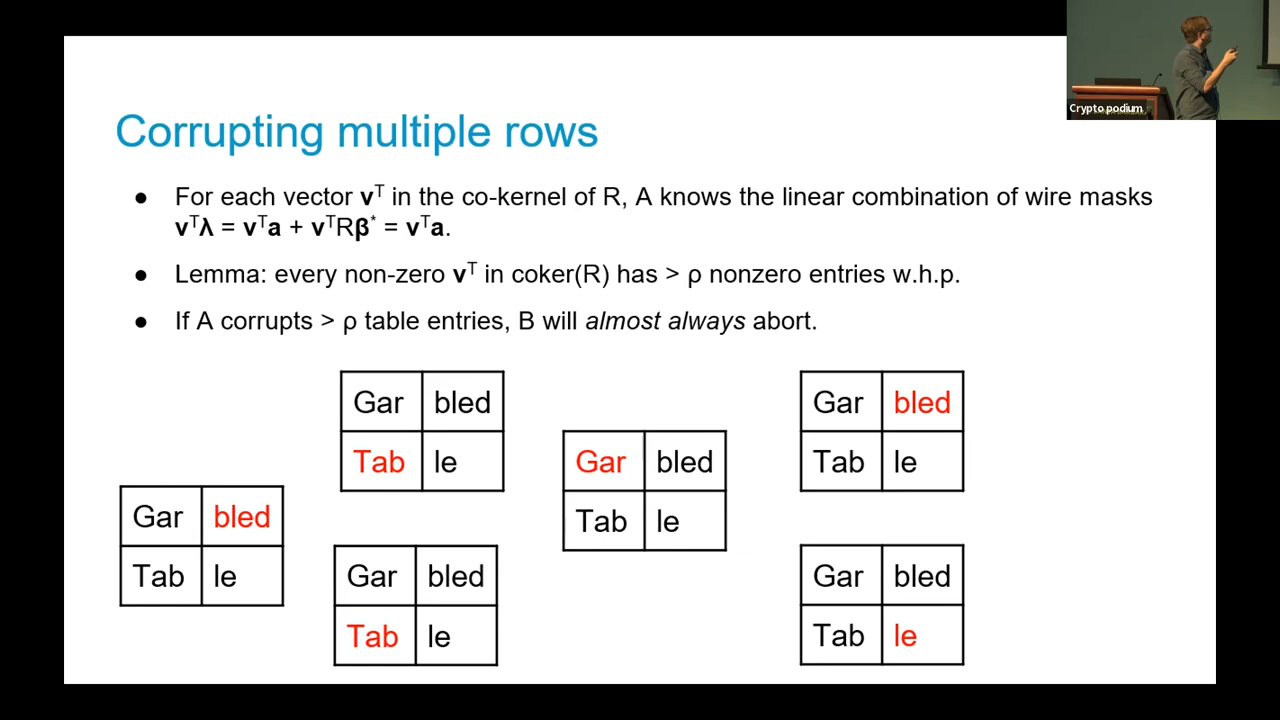 Crypto podium
Corrupting multiple rows
● For each vector vᵀ in the co-kernel of R, A knows the linear combination of wire masks
vᵀλ = vᵀa + vᵀRβ* = vᵀa.
● Lemma: every non-zero vᵀ in coker(R) has > ρ nonzero entries w.h.p.
● If A corrupts > ρ table entries, B will almost always abort.
Gar bled
Tab le
Gar bled
Tab le
Gar bled
Tab le
Gar bled
Tab le
Gar bled
Tab le
Gar bled
Tab le